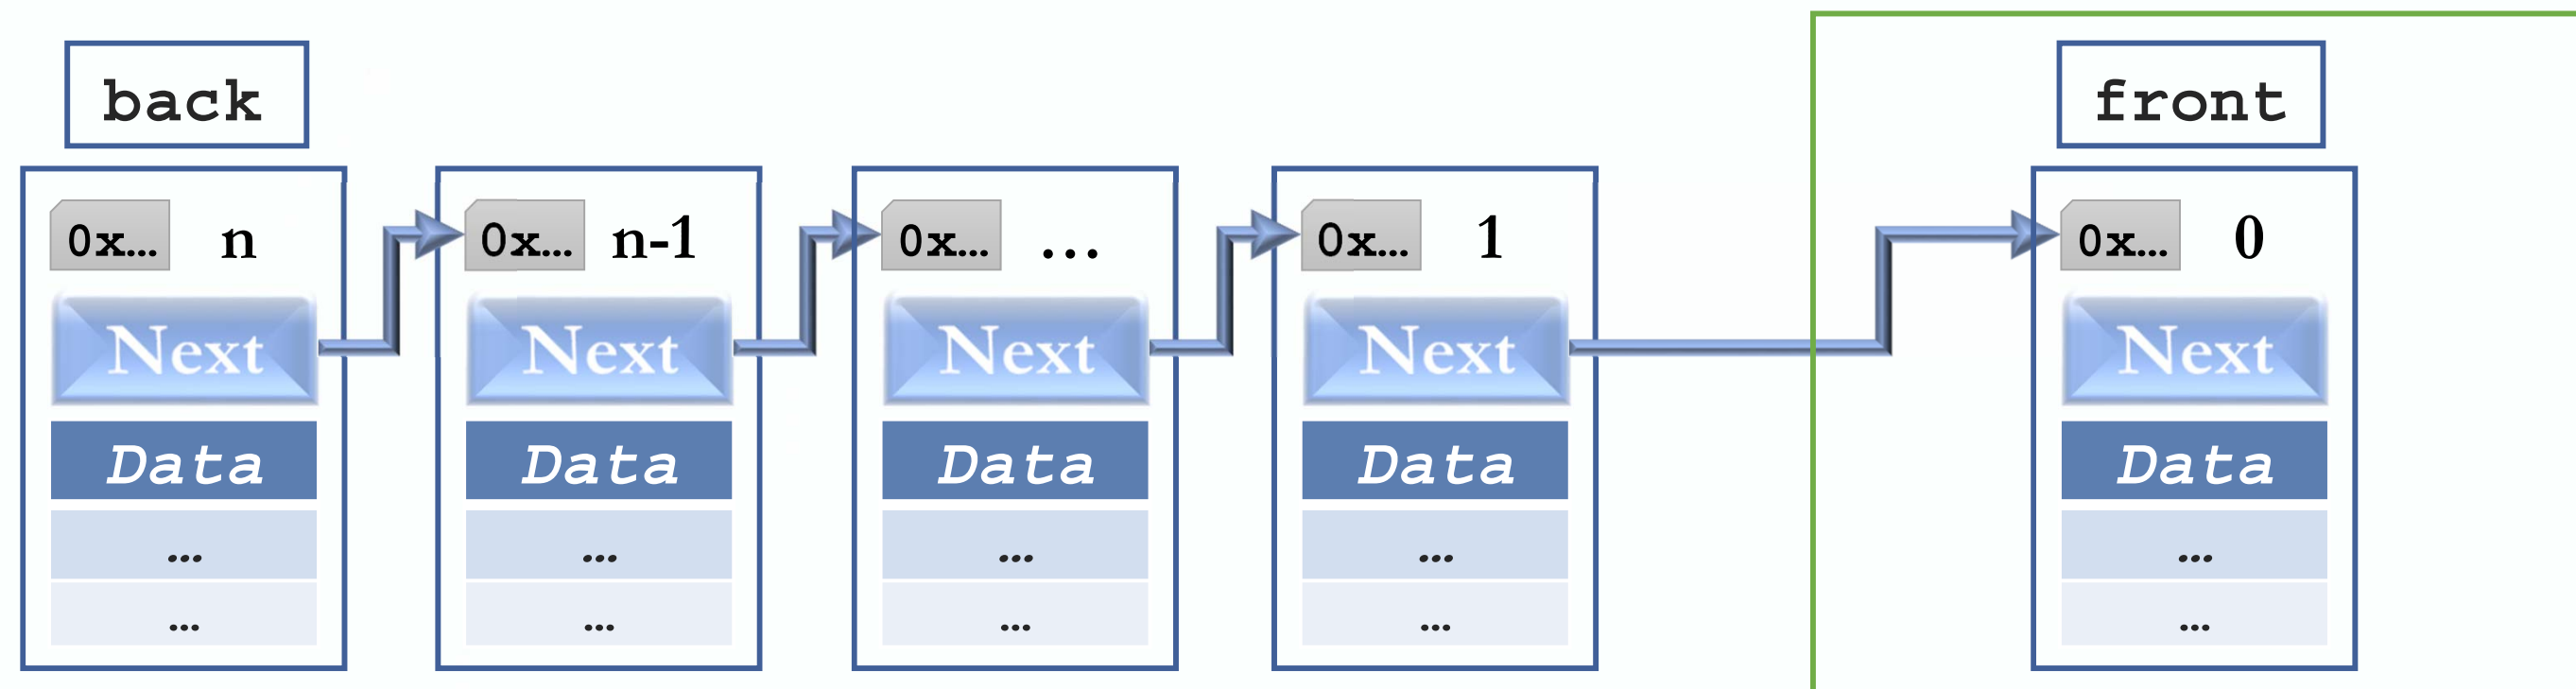 back
front
0x... n
0x... n-1
0x... ...
0x... 1
0x... 0
Next
Next
Next
Next
Next
Data
Data
Data
Data
Data
...
...
...
...
...
...
...
...
...
...